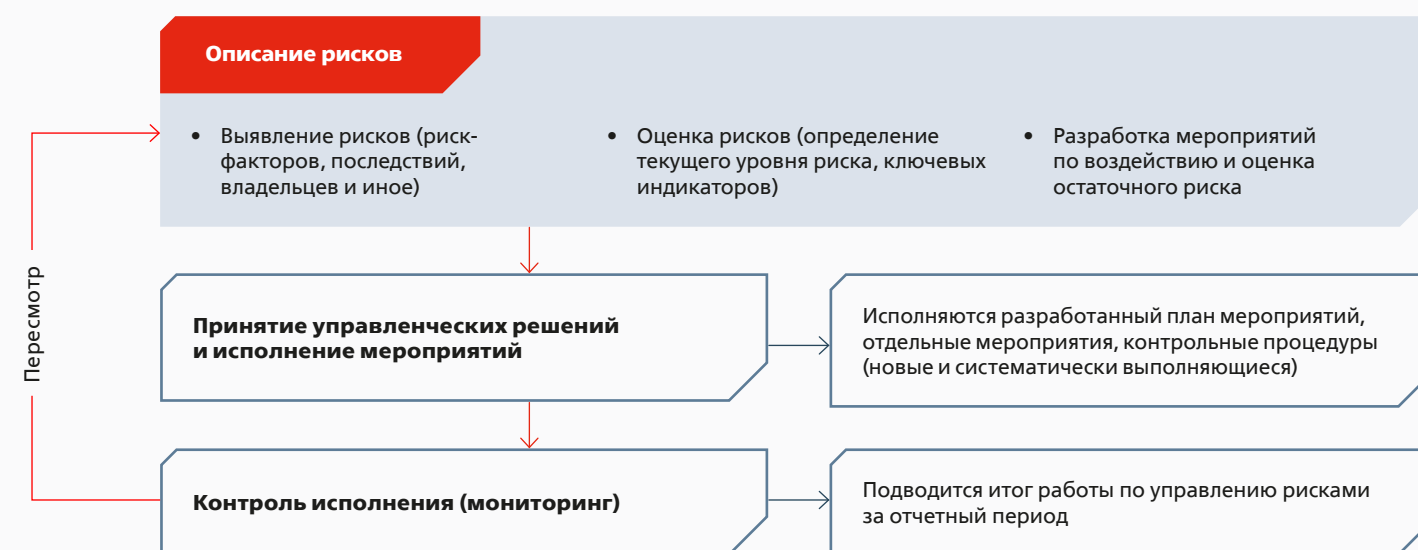 Описание рисков
• Выявление рисков (риск-
факторов, последствий,
владельцев и иное)
• Оценка рисков (определение
текущего уровня риска, ключевых
индикаторов)
• Разработка мероприятий
по воздействию и оценка
остаточного риска
Пересмотр
Принятие управленческих решений
и исполнение мероприятий
Исполняются разработанный план мероприятий,
отдельные мероприятия, контрольные процедуры
(новые и систематически выполняющиеся)
Контроль исполнения (мониторинг)
Подводится итог работы по управлению рисками
за отчетный период